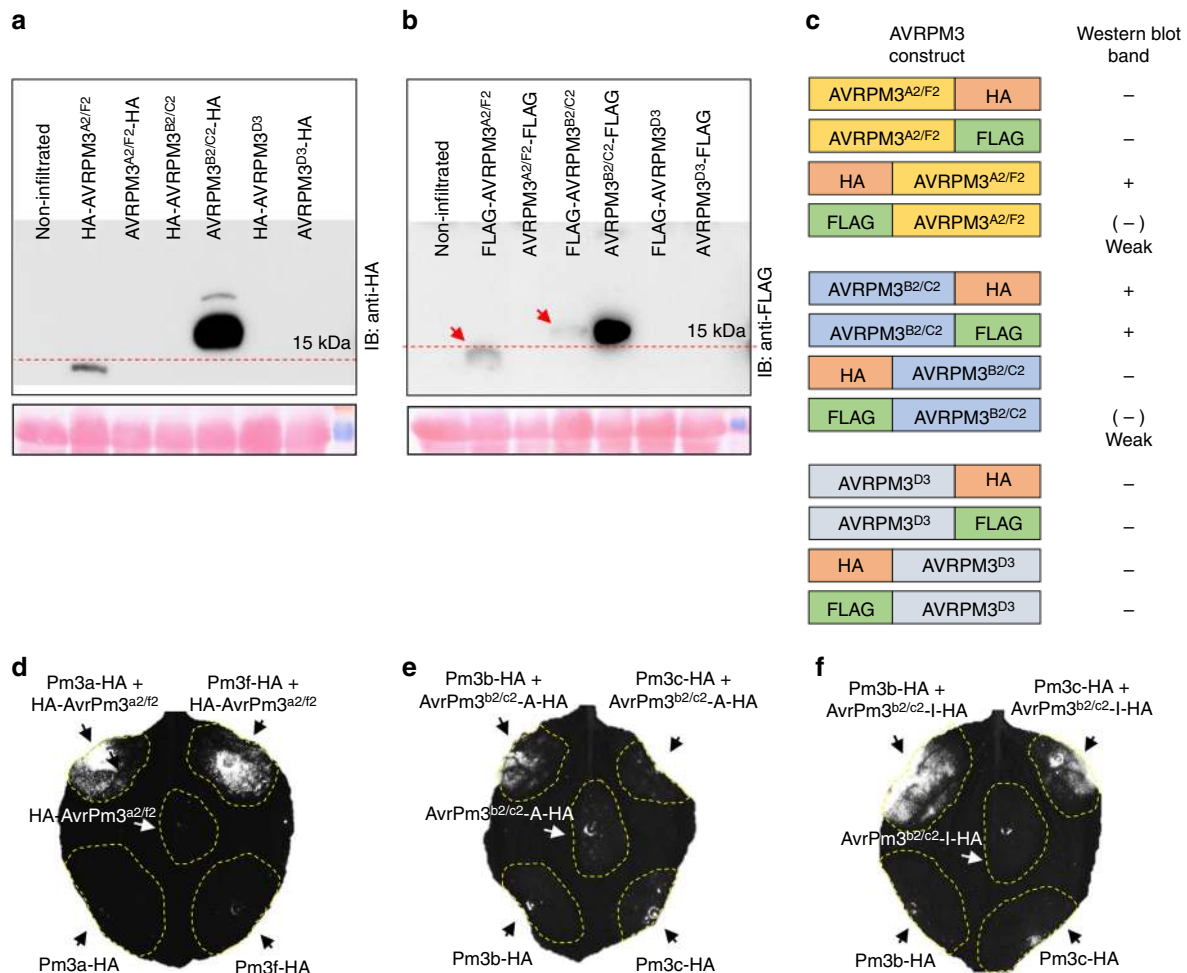 a
Non-infiltrated
HA-AVRPM3A2/F2
AVRPM3A2/F2-HA
HA-AVRPM3B2/C2
AVRPM3B2/C2-HA
HA-AVRPM3D3
AVRPM3D3-HA
15 kDa
IB: anti-HA
b
Non-infiltrated
FLAG-AVRPM3A2/F2
AVRPM3A2/F2-FLAG
FLAG-AVRPM3B2/C2
AVRPM3B2/C2-FLAG
FLAG-AVRPM3D3
AVRPM3D3-FLAG
15 kDa
IB: anti-FLAG
c
AVRPM3
construct
Western blot
band
AVRPM3A2/F2 HA –
AVRPM3A2/F2 FLAG –
HA AVRPM3A2/F2 +
FLAG AVRPM3A2/F2 (–)
Weak
AVRPM3B2/C2 HA +
AVRPM3B2/C2 FLAG +
HA AVRPM3B2/C2 –
FLAG AVRPM3B2/C2 (–)
Weak
AVRPM3D3 HA –
AVRPM3D3 FLAG –
HA AVRPM3D3 –
FLAG AVRPM3D3 –
d
Pm3a-HA +
HA-AvrPm3a2/f2
Pm3f-HA +
HA-AvrPm3a2/f2
HA-AvrPm3a2/f2
Pm3a-HA
Pm3f-HA
e
Pm3b-HA +
AvrPm3b2/c2-A-HA
Pm3c-HA +
AvrPm3b2/c2-A-HA
AvrPm3b2/c2-A-HA
Pm3b-HA
Pm3c-HA
f
Pm3b-HA +
AvrPm3b2/c2-I-HA
Pm3c-HA +
AvrPm3b2/c2-I-HA
AvrPm3b2/c2-I-HA
Pm3b-HA
Pm3c-HA